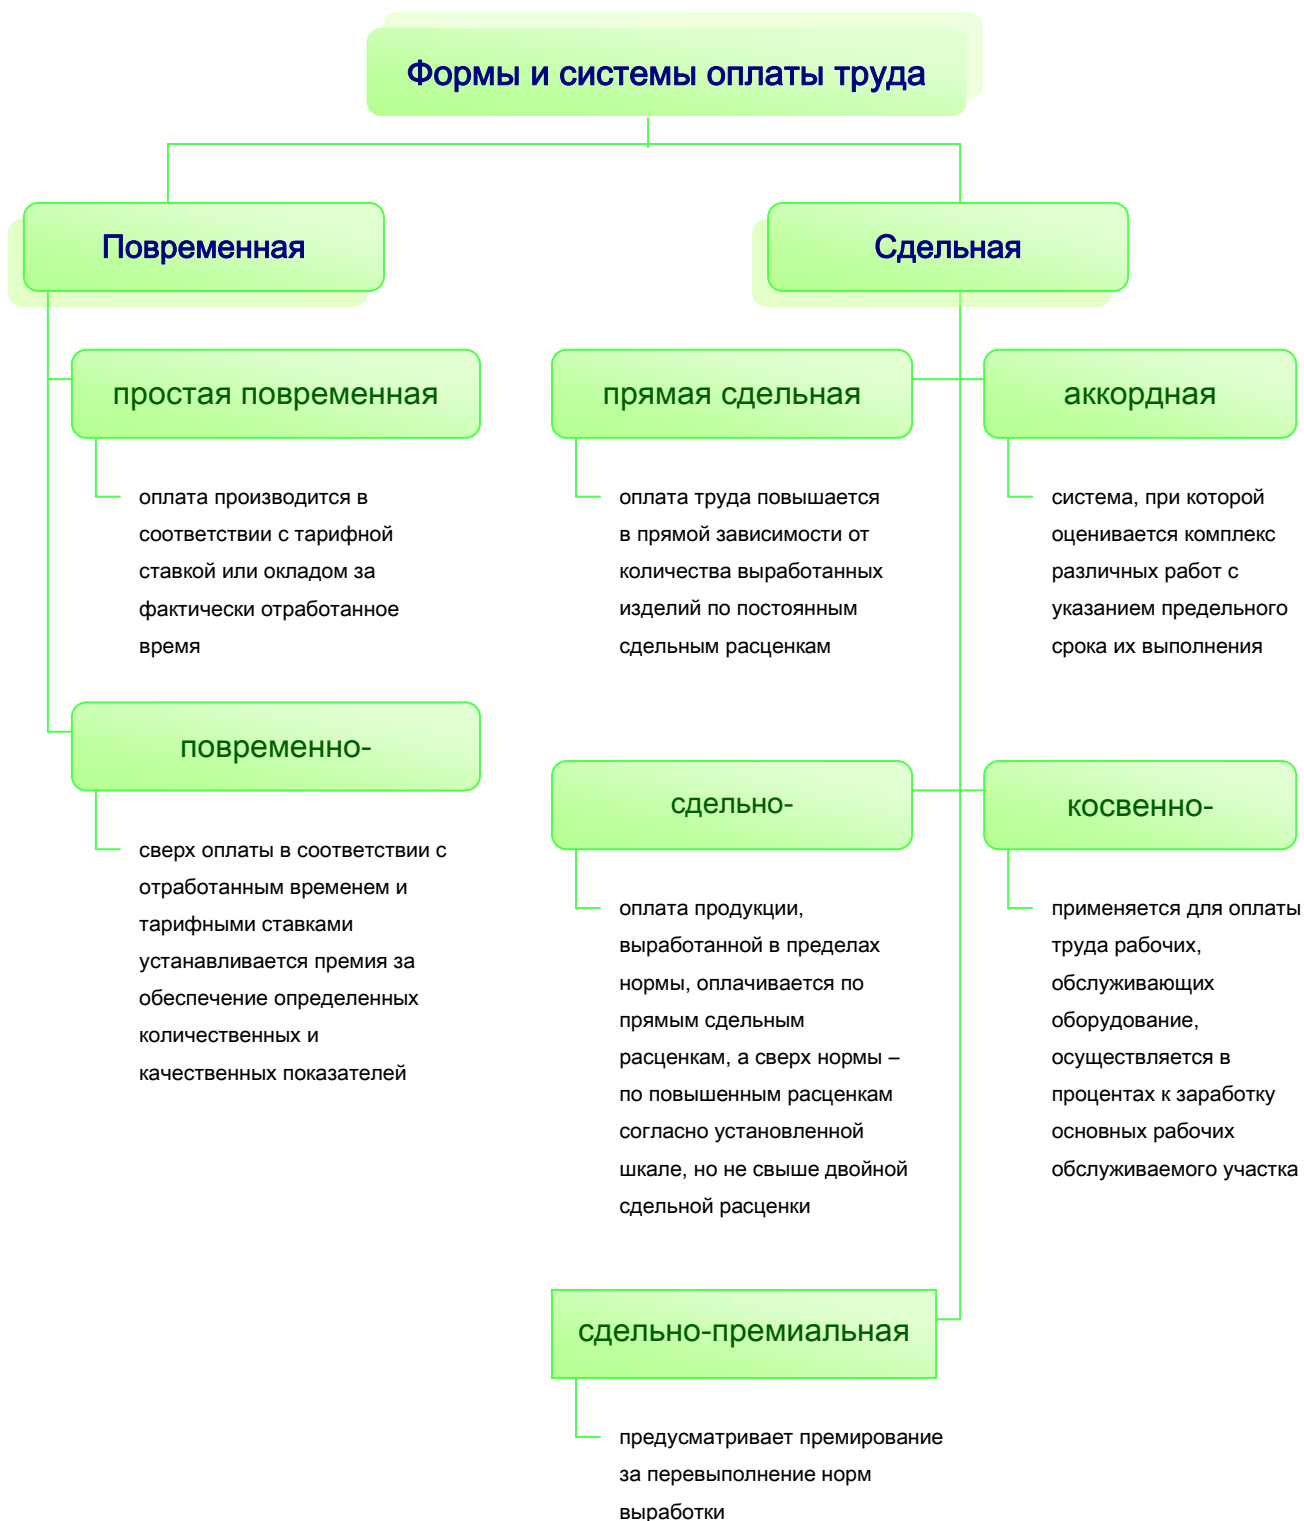 Формы и системы оплаты труда
Повременная
Сдельная
простая повременная
прямая сдельная
аккордная
оплата производится в
соответствии с тарифной
ставкой или окладом за
фактически отработанное
время
оплата труда повышается
в прямой зависимости от
количества выработанных
изделий по постоянным
сдельным расценкам
система, при которой
оценивается комплекс
различных работ с
указанием предельного
срока их выполнения
повременно-
сдельно-
косвенно-
сверх оплаты в соответствии с
отработанным временем и
тарифными ставками
устанавливается премия за
обеспечение определенных
количественных и
качественных показателей
оплата продукции,
выработанной в пределах
нормы, оплачивается по
прямым сдельным
расценкам, а сверх нормы –
по повышенным расценкам
согласно установленной
шкале, но не свыше двойной
сдельной расценки
применяется для оплаты
труда рабочих,
обслуживающих
оборудование,
осуществляется в
процентах к заработку
основных рабочих
обслуживаемого участка
сдельно-премиальная
предусматривает премирование
за перевыполнение норм
выработки